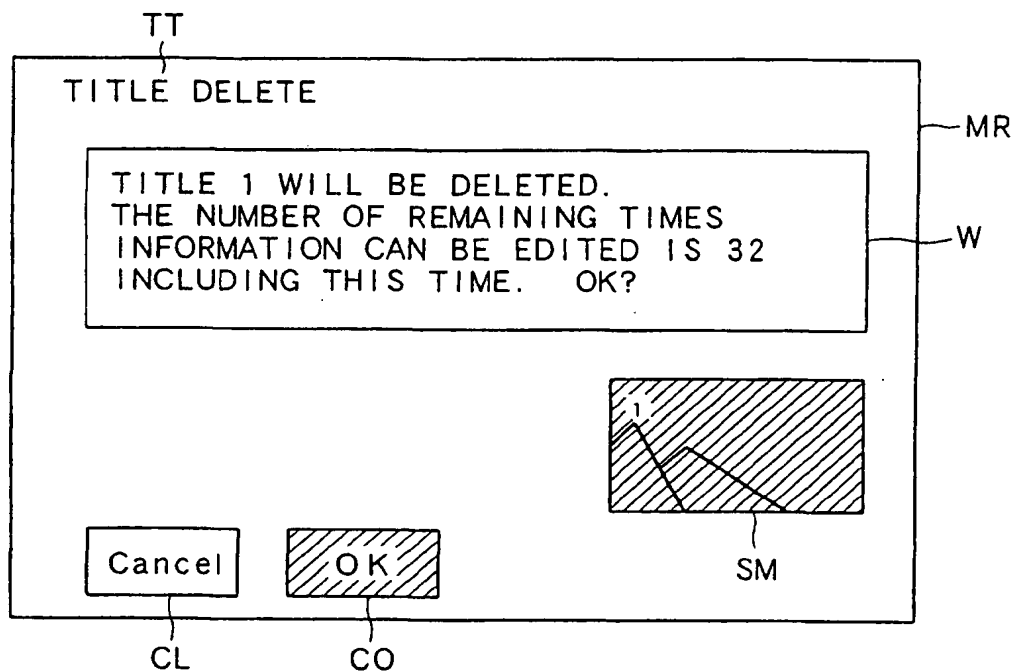 TT
TITLE DELETE
MR
TITLE 1 WILL BE DELETED.
THE NUMBER OF REMAINING TIMES
INFORMATION CAN BE EDITED IS 32
INCLUDING THIS TIME. OK?
W
1
SM
Cancel
OK
CL
CO